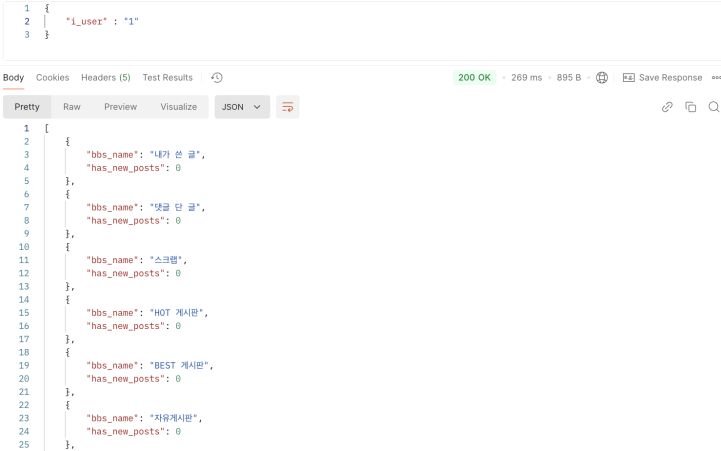 1 {
2 "i_user" : "1"
3 }
Body Cookies Headers (5) Test Results 200 OK • 269 ms • 895 B • Save Response
Pretty Raw Preview Visualize JSON
1 [
2 {
3 "bbs_name": "내가 쓴 글",
4 "has_new_posts": 0
5 },
6 {
7 "bbs_name": "댓글 단 글",
8 "has_new_posts": 0
9 },
10 {
11 "bbs_name": "스크랩",
12 "has_new_posts": 0
13 },
14 {
15 "bbs_name": "HOT 게시판",
16 "has_new_posts": 0
17 },
18 {
19 "bbs_name": "BEST 게시판",
20 "has_new_posts": 0
21 },
22 {
23 "bbs_name": "자유게시판",
24 "has_new_posts": 0
25 },